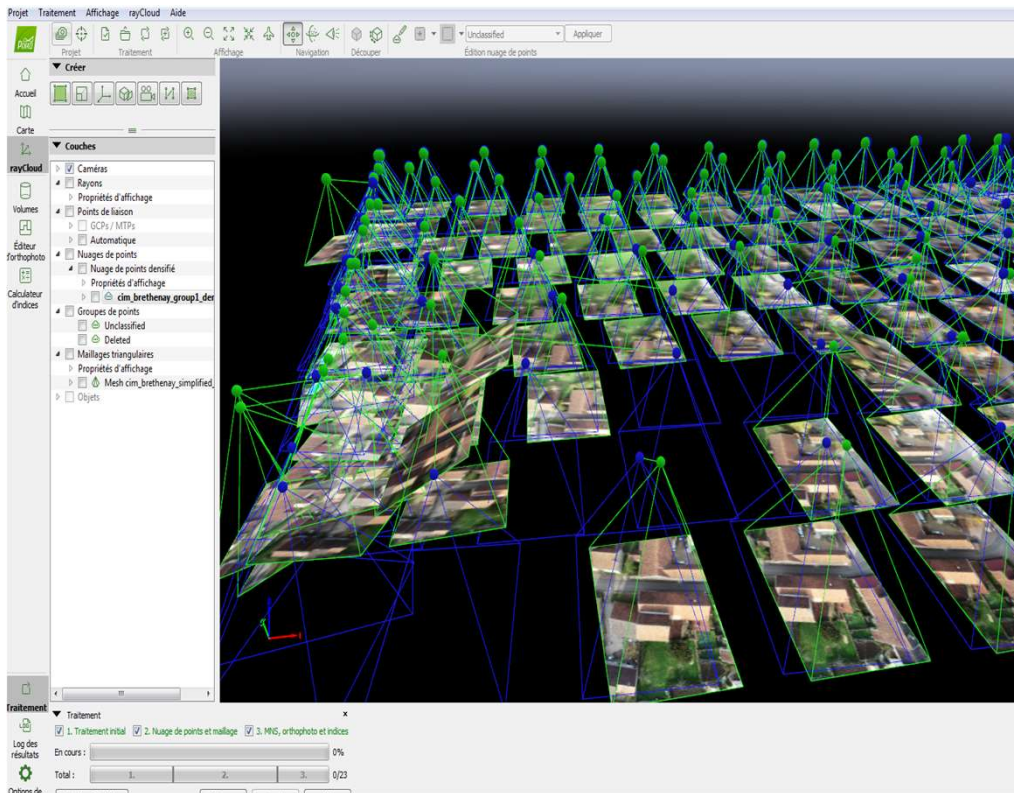 Projet Traitement Affichage rayCloud Aide
Unclassified Appliquer
Projet Traitement Affichage Navigation Découper Édition nuage de points
Accueil
Carte
rayCloud
Volumes
Éditeur
d'orthophoto
Calculateur
d'indices
Créer
Couches
Caméras
Rayons
Propriétés d'affichage
Points de liaison
GCPs / MTPs
Automatique
Nuages de points
Nuage de points densifié
Propriétés d'affichage
cim_brethenay_group1_der
Groupes de points
Unclassified
Deleted
Maillages triangulaires
Propriétés d'affichage
Mesh cim_brethenay_simplified_
Objets
Traitement
Log des
résultats
Options de
Traitement x
1. Traitement initial 2. Nuage de points et maillage 3. MNS, orthophoto et indices
En cours : 0%
Total : 1. 2. 3. 0/23